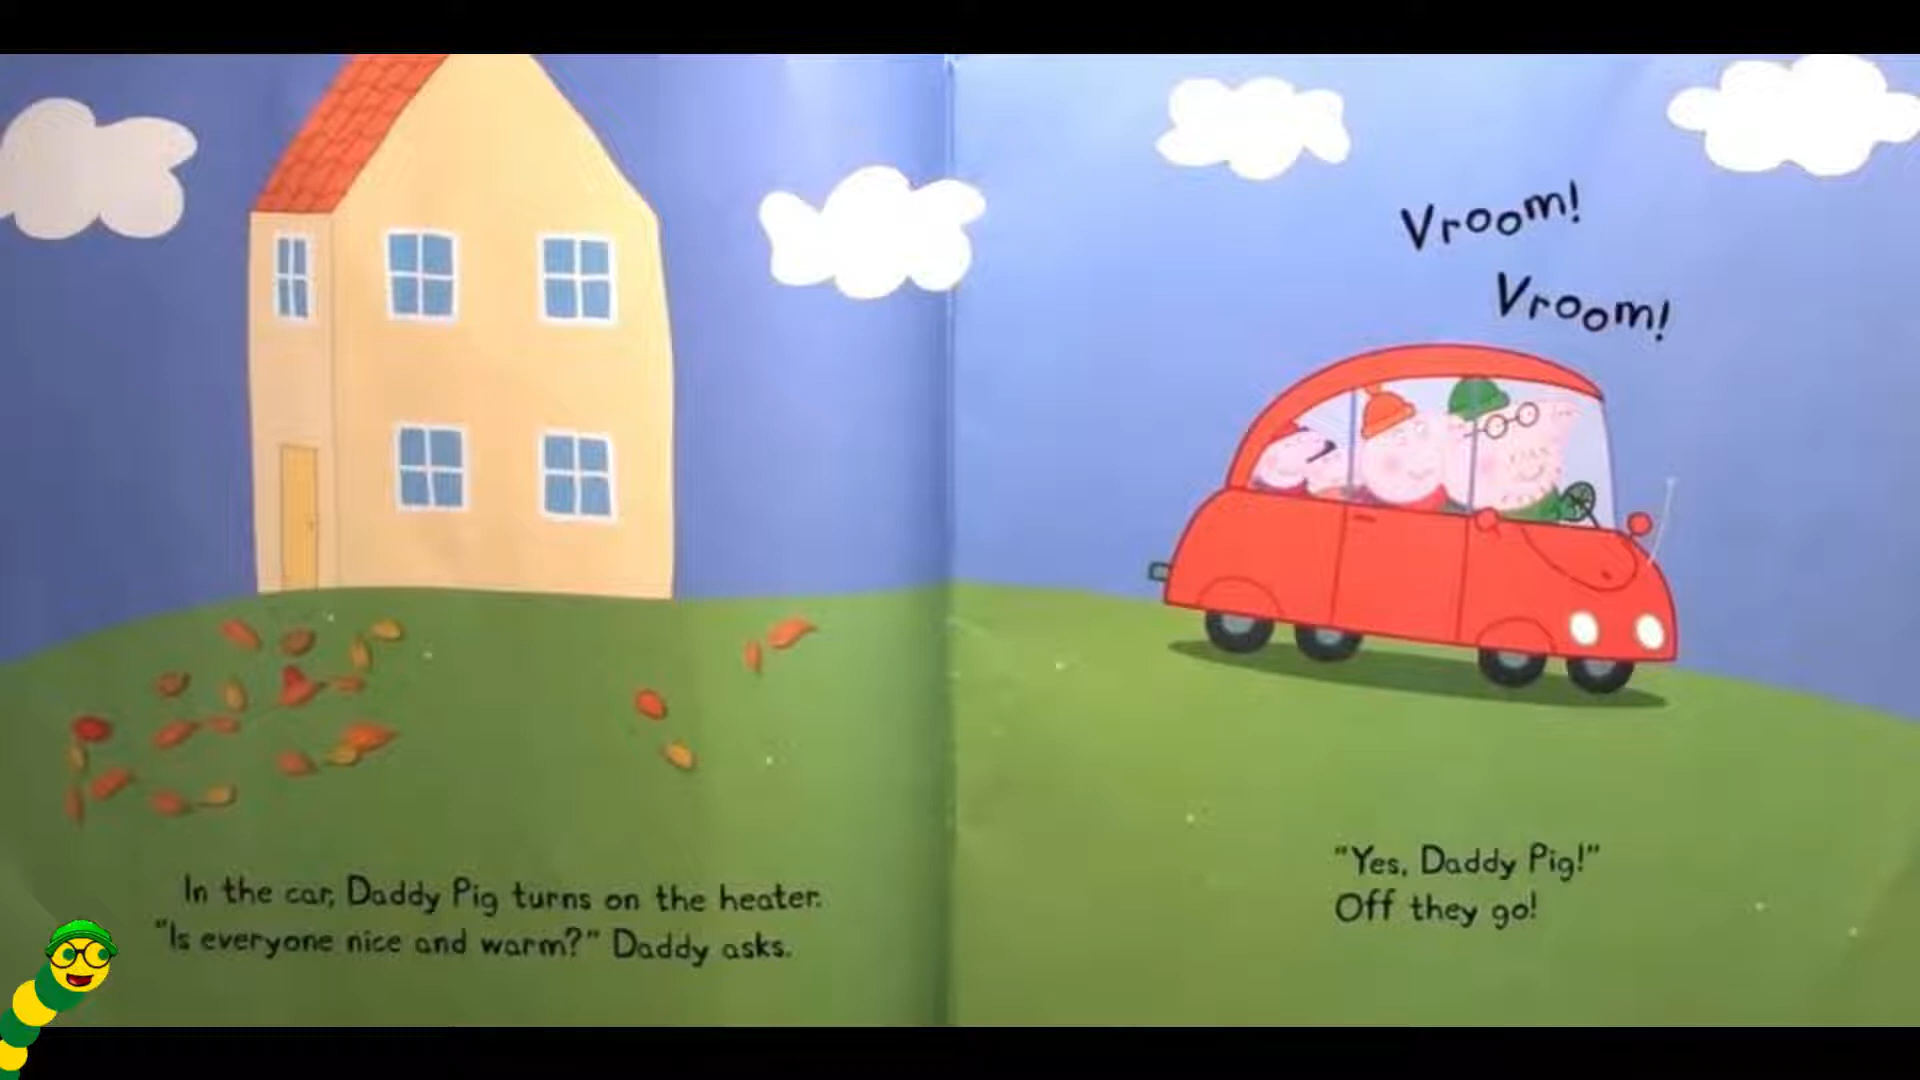 In the car, Daddy Pig turns on the heater.
"Is everyone nice and warm?" Daddy asks.
Vroom!
Vroom!
"Yes, Daddy Pig!"
Off they go!